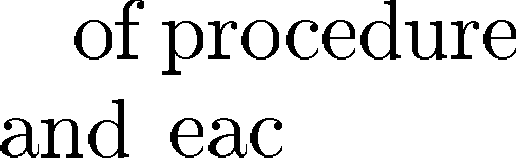 of procedure
and eac